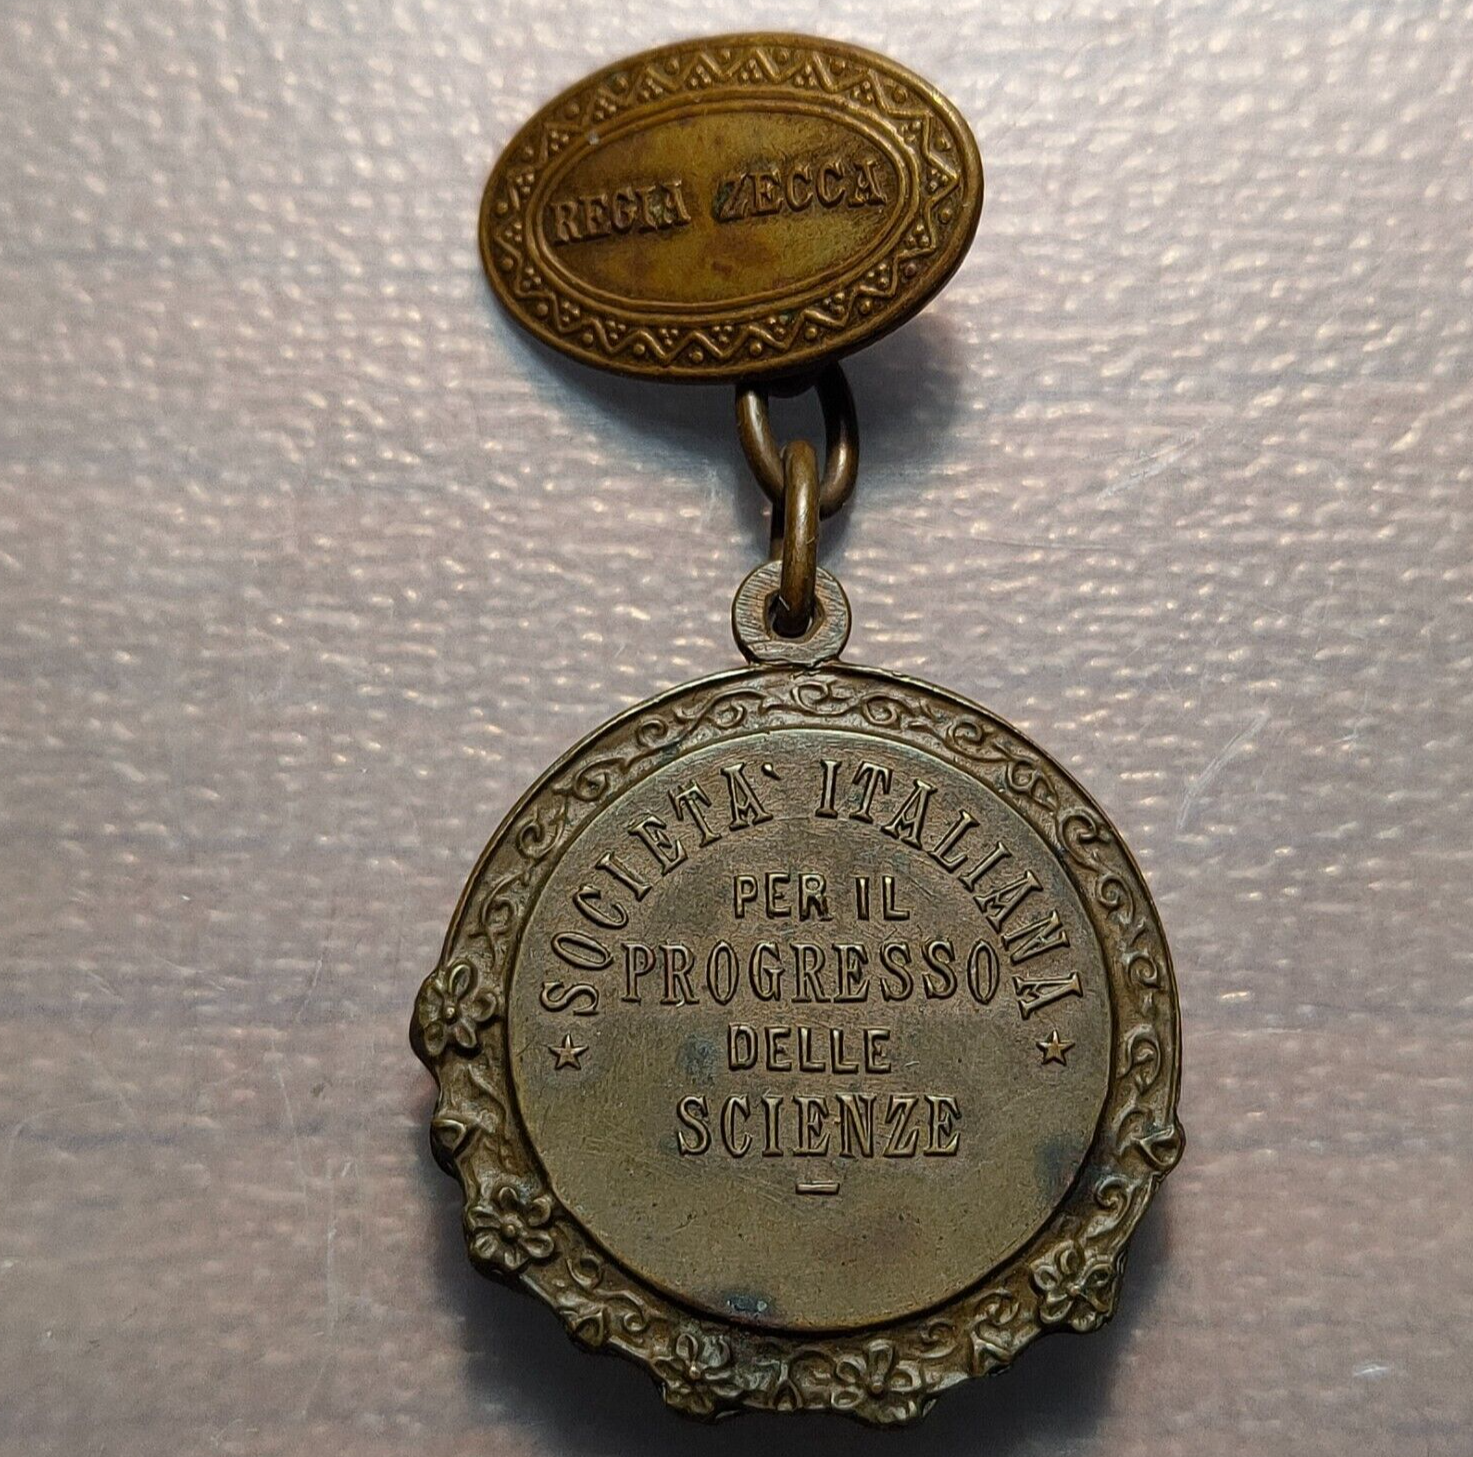 REGIA ZECCA
SOCIETA' ITALIANA
PER IL
PROGRESSO
DELLE
SCIENZE